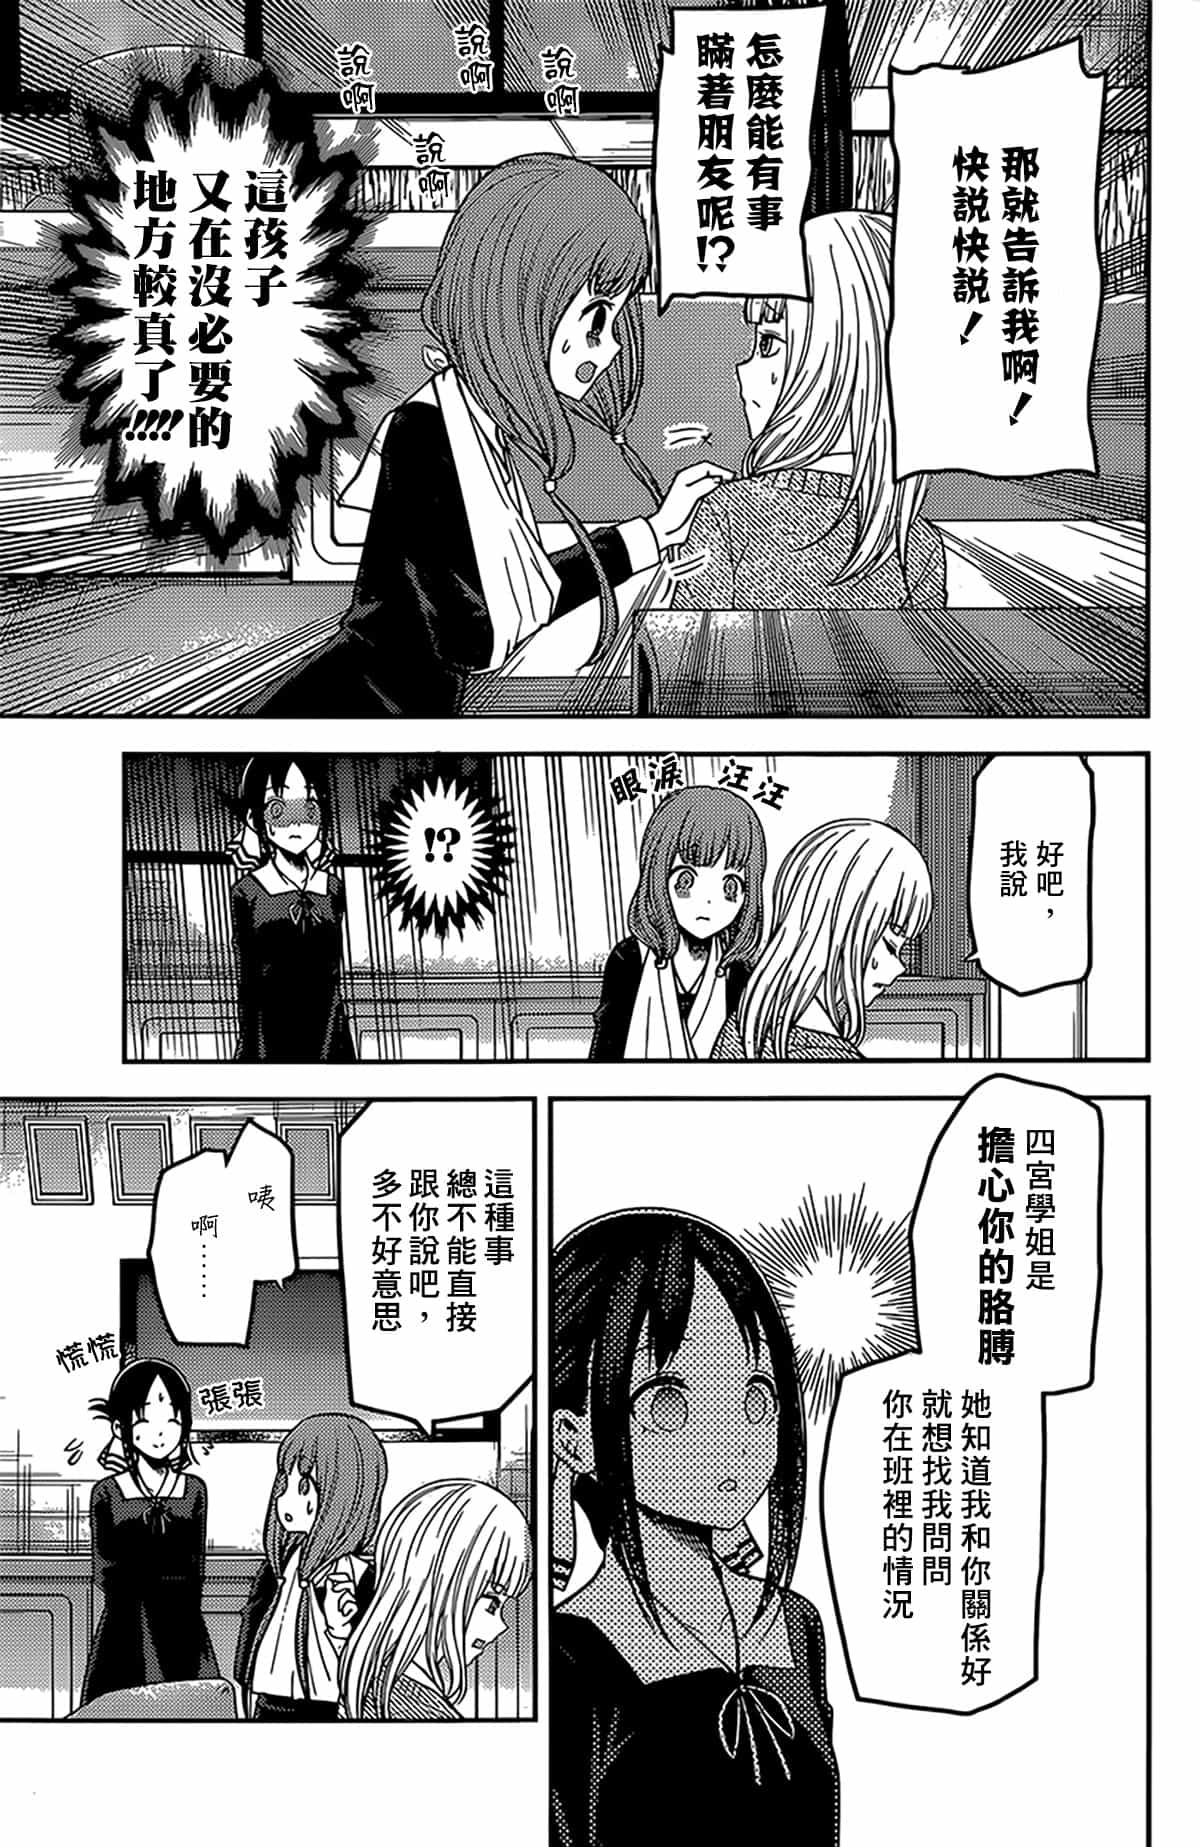 那就告訴我啊!
快說快說!
怎麼能有事
瞞著朋友呢!?
說啊
說啊
說啊
說啊
這孩子
又在沒必要的
地方較真了!!!!!
好吧,
我說
眼淚 汪汪
!?
四宮學姐是
擔心你的胳膊
她知道我和你關係好
就想找我問問
你在班裡的情況
這種事
總不能直接
跟你說吧,
多不好意思
咦
啊……
慌慌
張張